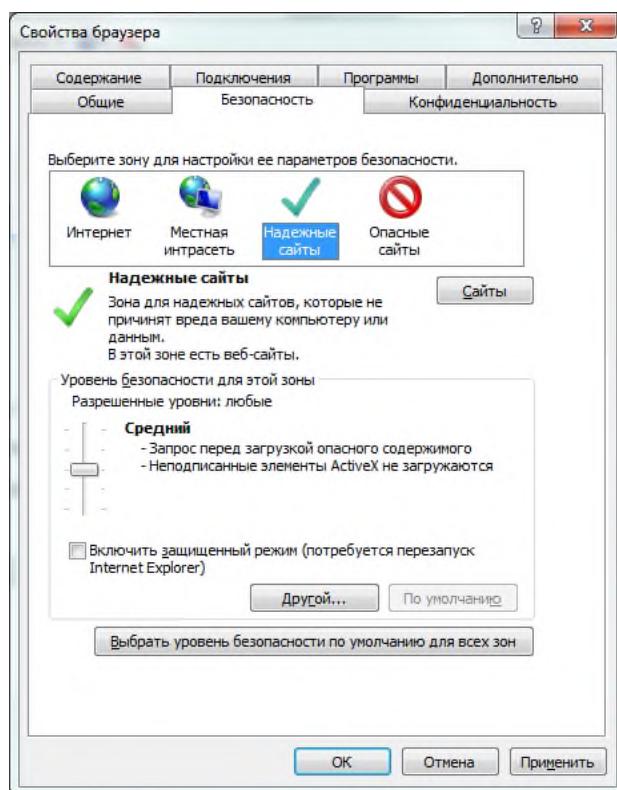 Свойства браузера
Содержание Подключения Программы Дополнительно
Общие Безопасность Конфиденциальность
Выберите зону для настройки ее параметров безопасности.
Интернет Местная интрасеть Надежные сайты Опасные сайты
Надежные сайты
Сайты
Зона для надежных сайтов, которые не
причинят вреда вашему компьютеру или
данным.
В этой зоне есть веб-сайты.
Уровень безопасности для этой зоны
Разрешенные уровни: любые
Средний
- Запрос перед загрузкой опасного содержимого
- Неподписанные элементы ActiveX не загружаются
Включить защищенный режим (потребуется перезапуск
Internet Explorer)
Другой... По умолчанию
Выбрать уровень безопасности по умолчанию для всех зон
ОК Отмена Применить